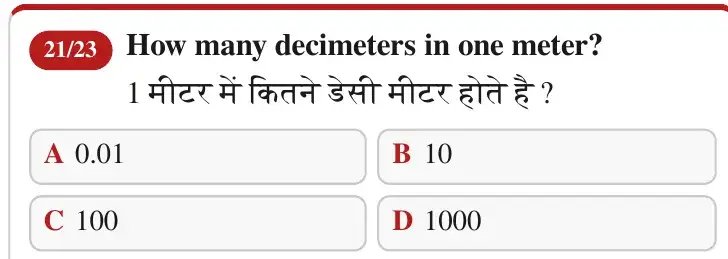 21/23 How many decimeters in one meter?
1 मीटर में कितने डेसी मीटर होते है ?
A 0.01
B 10
C 100
D 1000